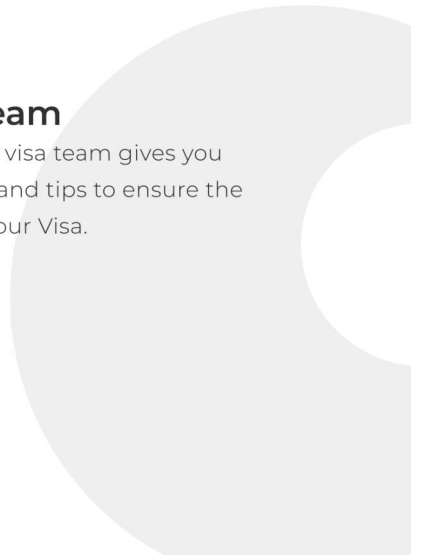 eam
visa team gives you
and tips to ensure the
our Visa.